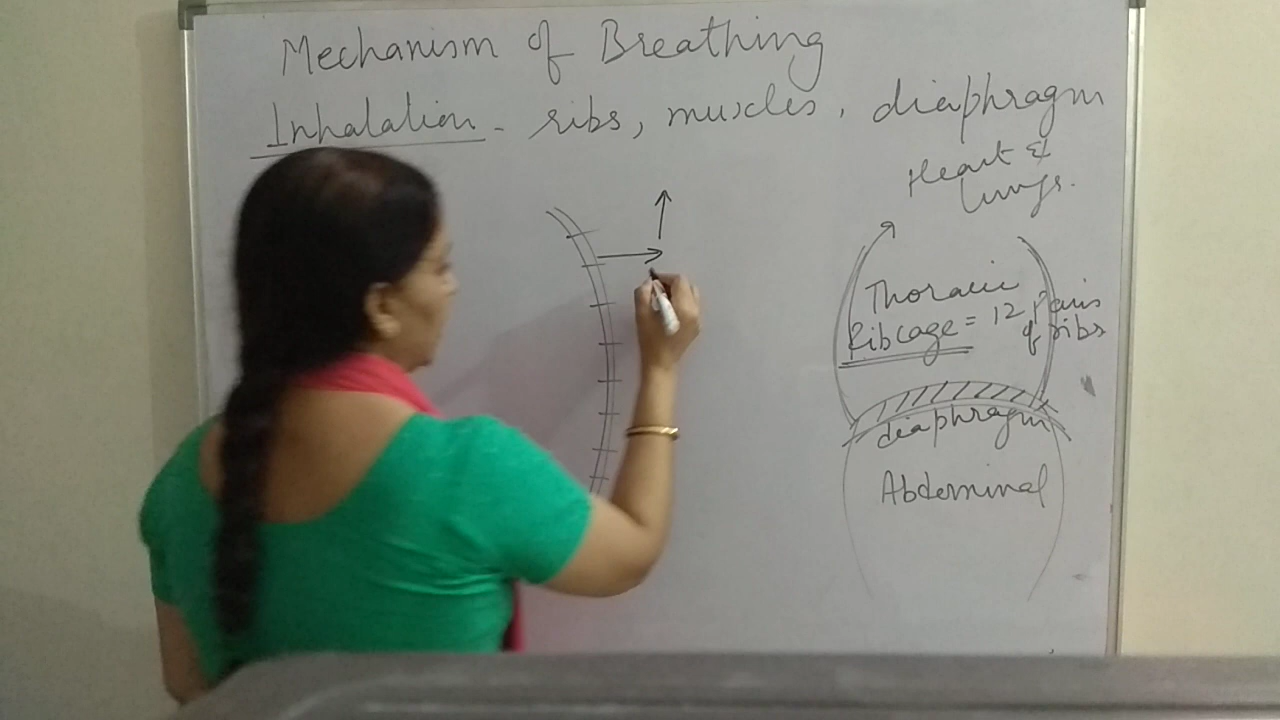 Mechanism of Breathing
Inhalation - ribs, muscles, diaphragm
Heart &
lungs.
Thoracic
Ribcage = 12 pairs
of ribs
diaphragm
Abdominal